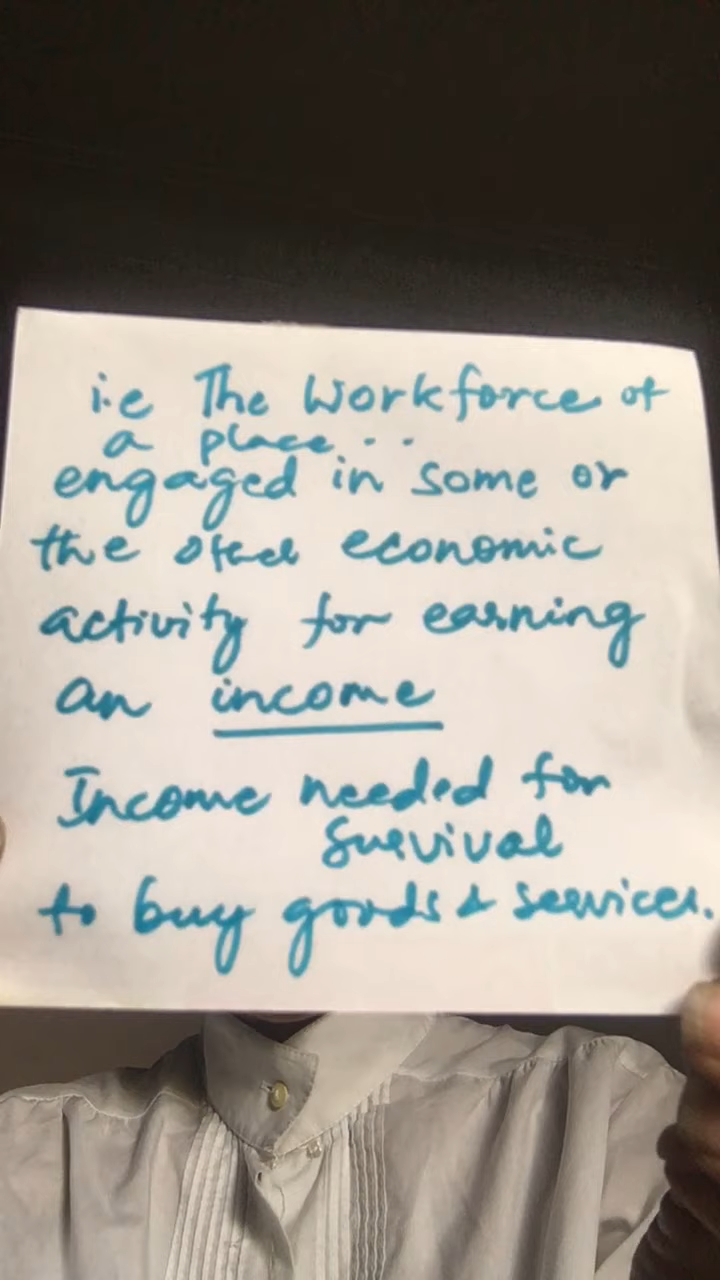 i.e The Workforce of
a place...
engaged in some or
the other economic
activity for earning
an income
Income needed for
survival
to buy goods & services.